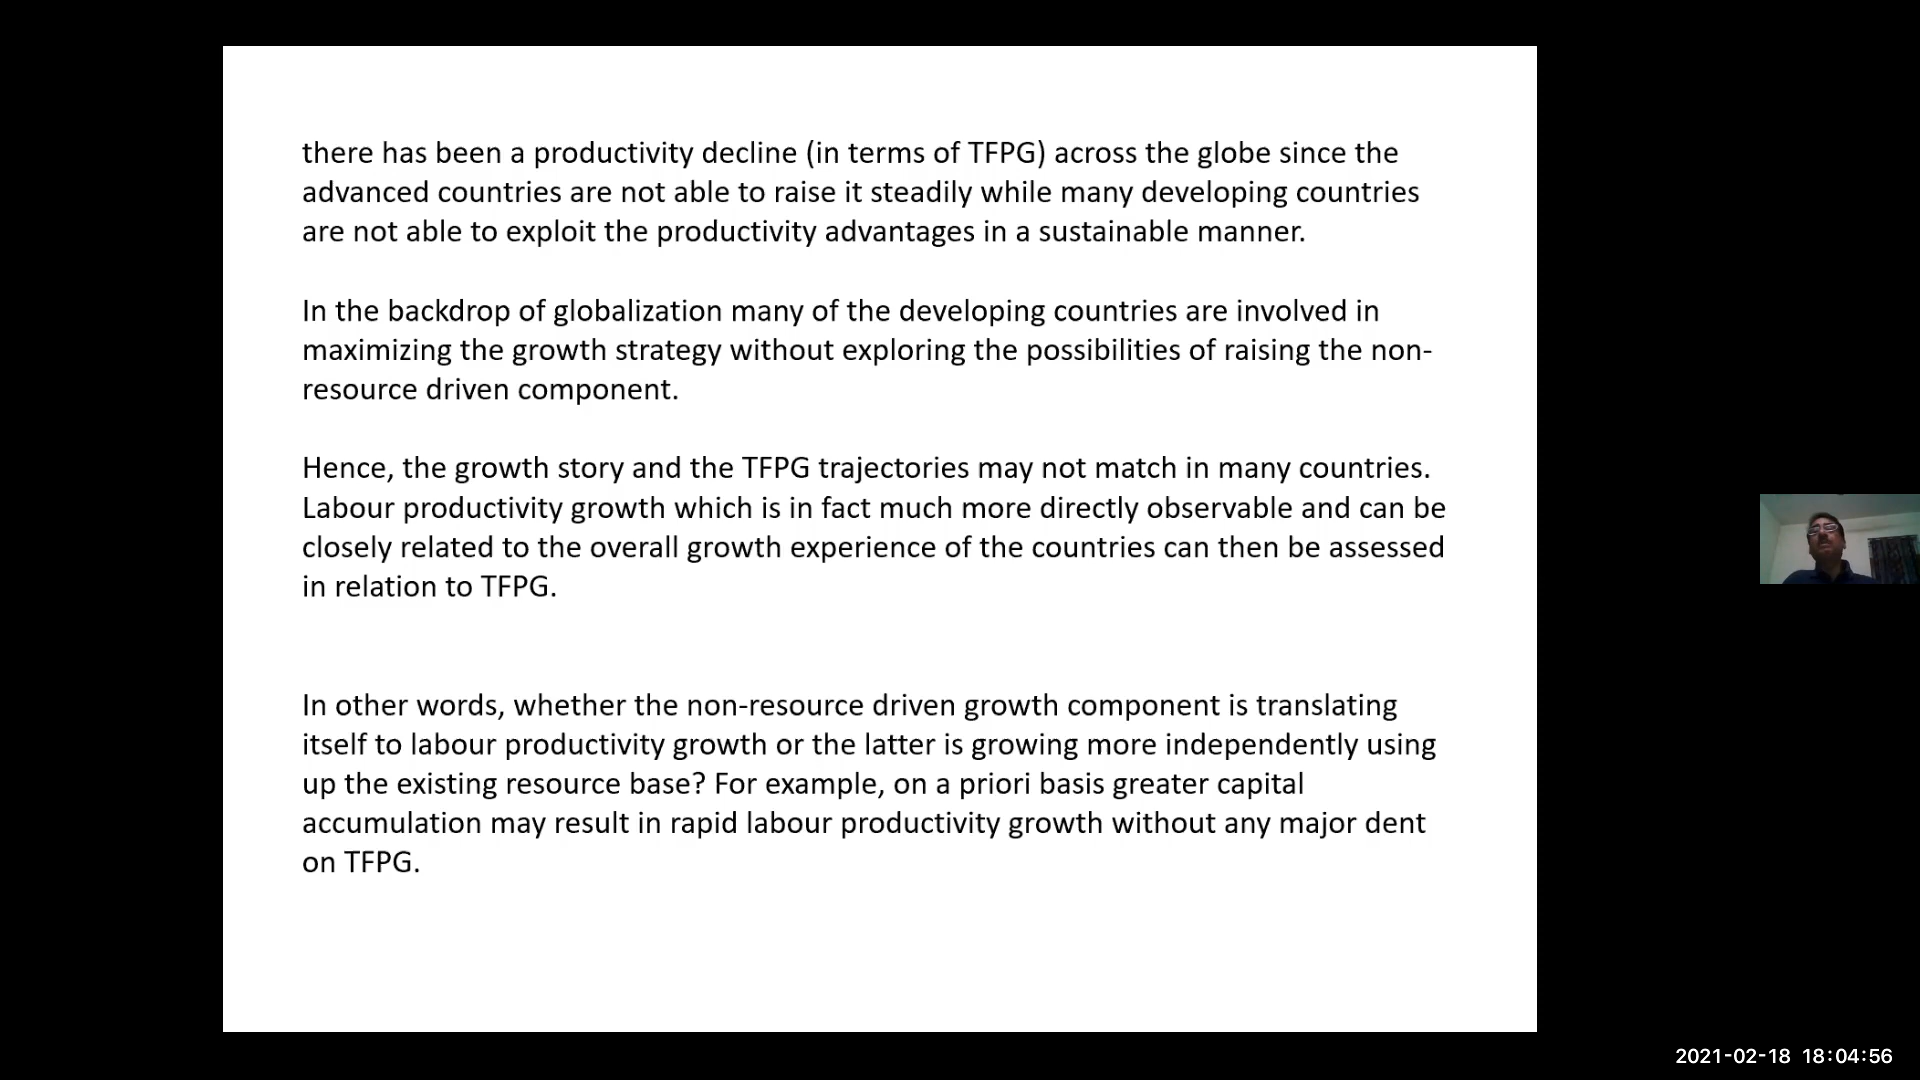 there has been a productivity decline (in terms of TFPG) across the globe since the
advanced countries are not able to raise it steadily while many developing countries
are not able to exploit the productivity advantages in a sustainable manner.
In the backdrop of globalization many of the developing countries are involved in
maximizing the growth strategy without exploring the possibilities of raising the non-
resource driven component.
Hence, the growth story and the TFPG trajectories may not match in many countries.
Labour productivity growth which is in fact much more directly observable and can be
closely related to the overall growth experience of the countries can then be assessed
in relation to TFPG.
In other words, whether the non-resource driven growth component is translating
itself to labour productivity growth or the latter is growing more independently using
up the existing resource base? For example, on a priori basis greater capital
accumulation may result in rapid labour productivity growth without any major dent
on TFPG.
2021-02-18 18:04:56